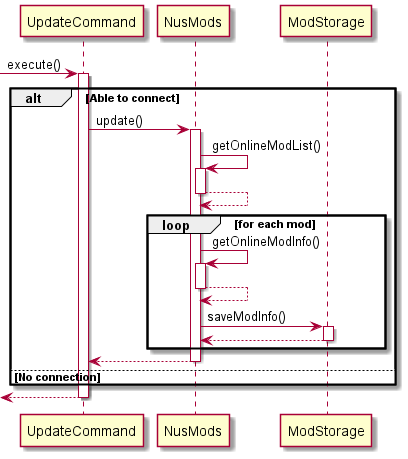 UpdateCommand NusMods ModStorage
execute()
alt [Able to connect]
update()
getOnlineModList()
loop [for each mod]
getOnlineModInfo()
saveModInfo()
[No connection]
UpdateCommand NusMods ModStorage